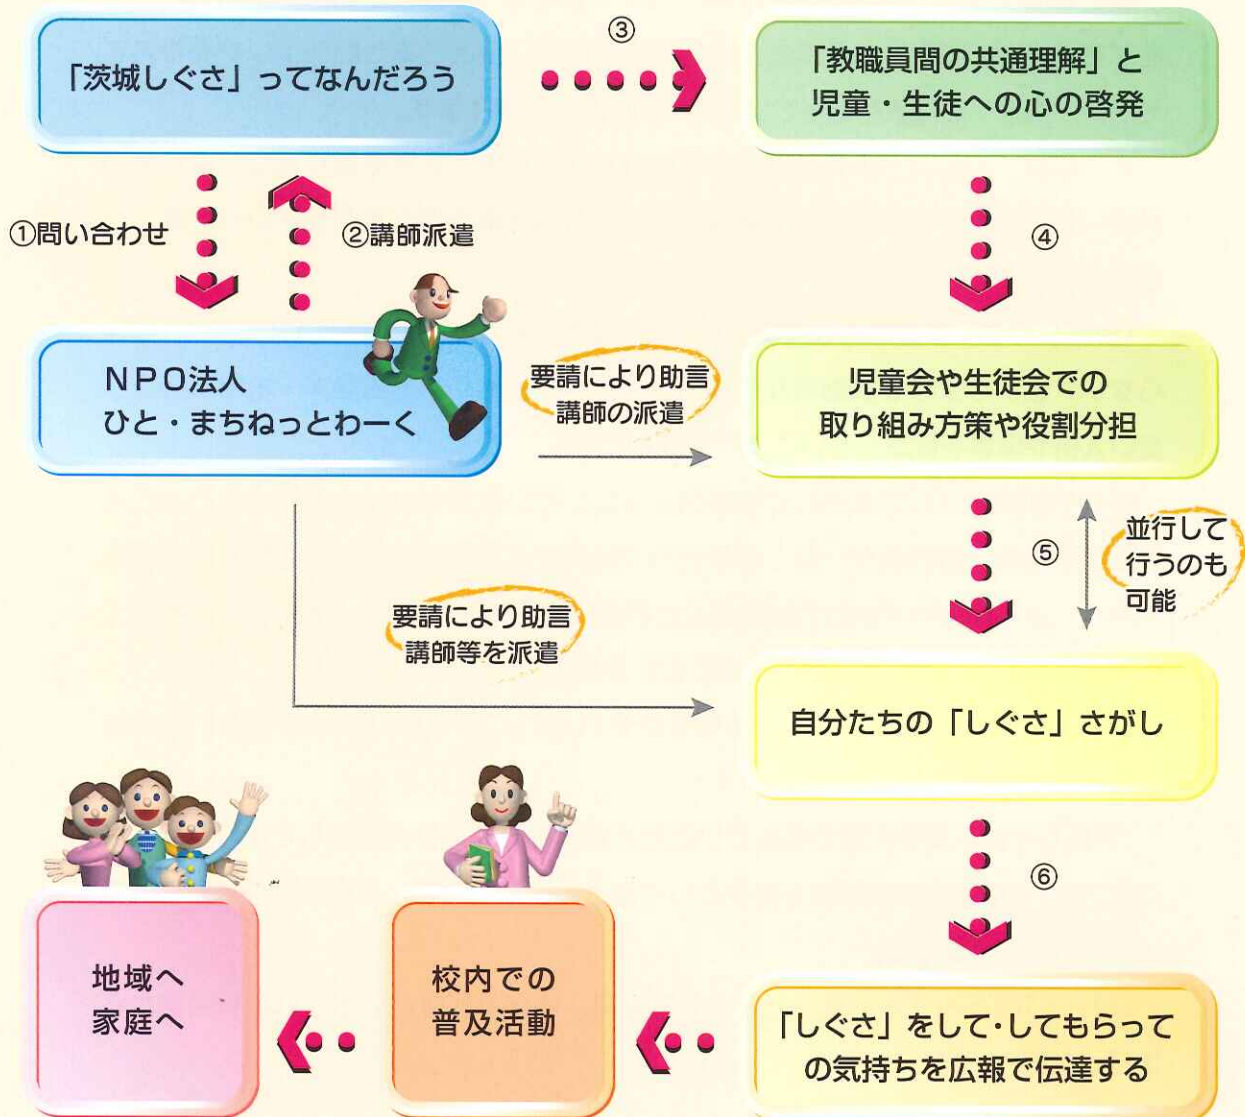 「茨城しぐさ」ってなんだろう
③
「教職員間の共通理解」と
児童・生徒への心の啓発
①問い合わせ
②講師派遣
④
NPO法人
ひと・まちねっとわーく
要請により助言
講師の派遣
児童会や生徒会での
取り組み方策や役割分担
⑤
並行して
行うのも
可能
要請により助言
講師等を派遣
自分たちの「しぐさ」さがし
⑥
地域へ
家庭へ
校内での
普及活動
「しぐさ」をして・してもらって
の気持ちを広報で伝達する